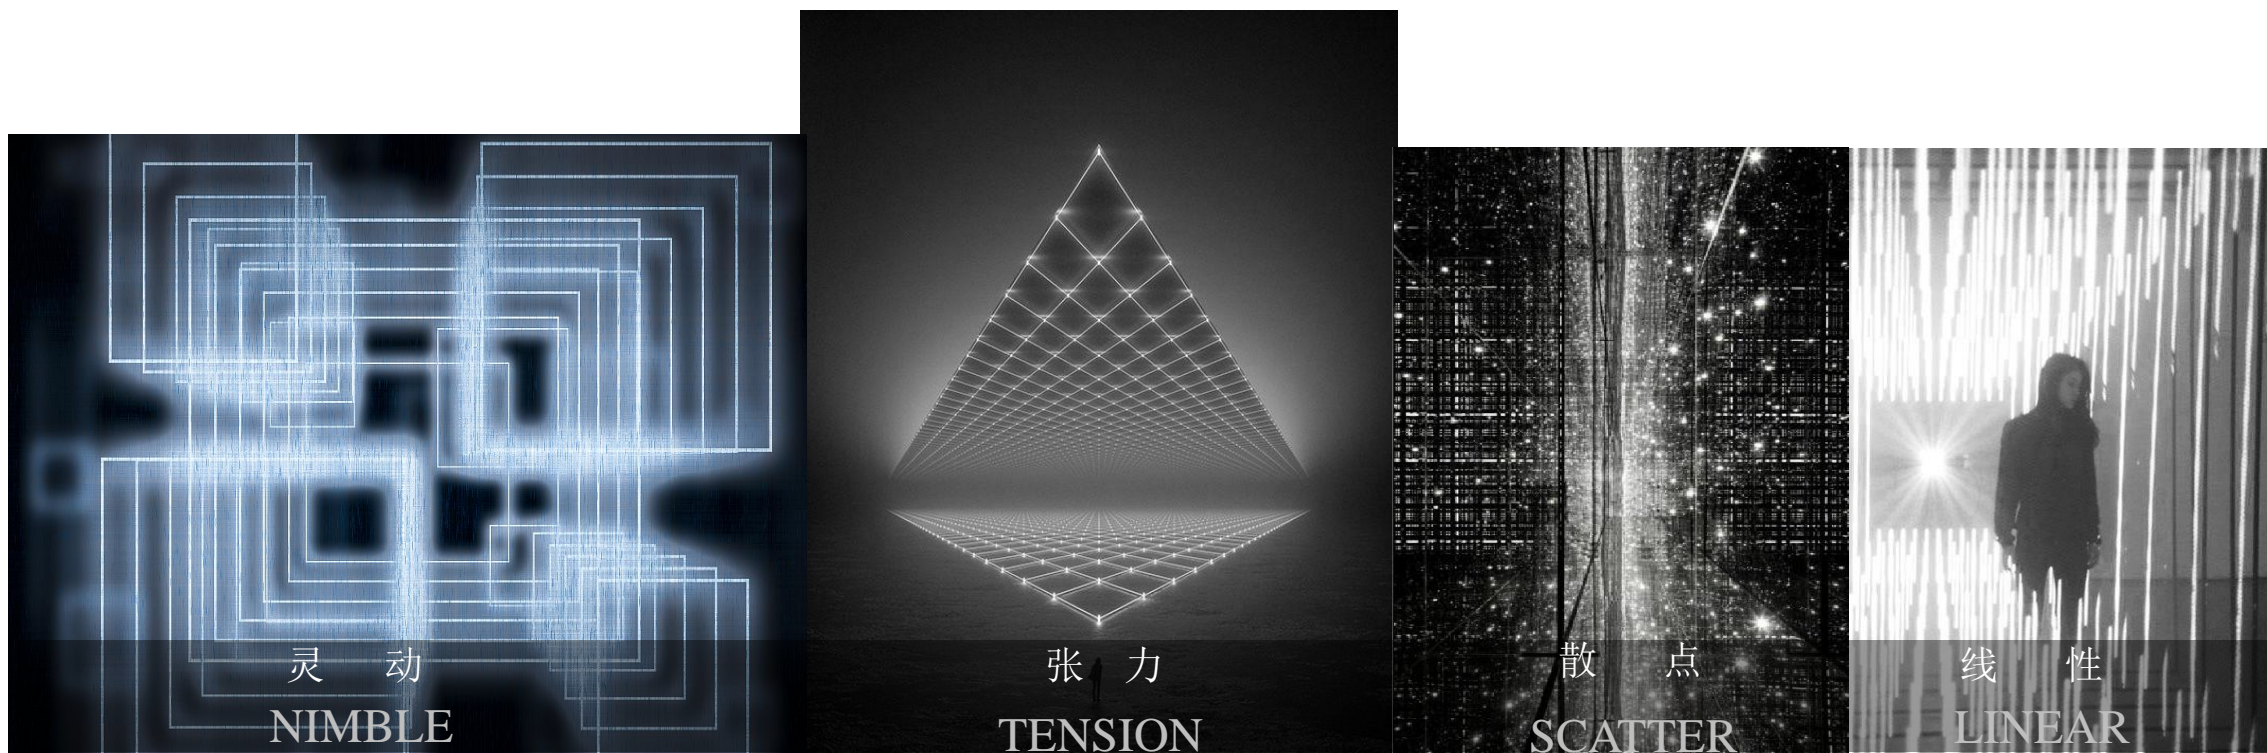 灵 动
NIMBLE
张 力
TENSION
散 点
SCATTER
线 性
LINEAR